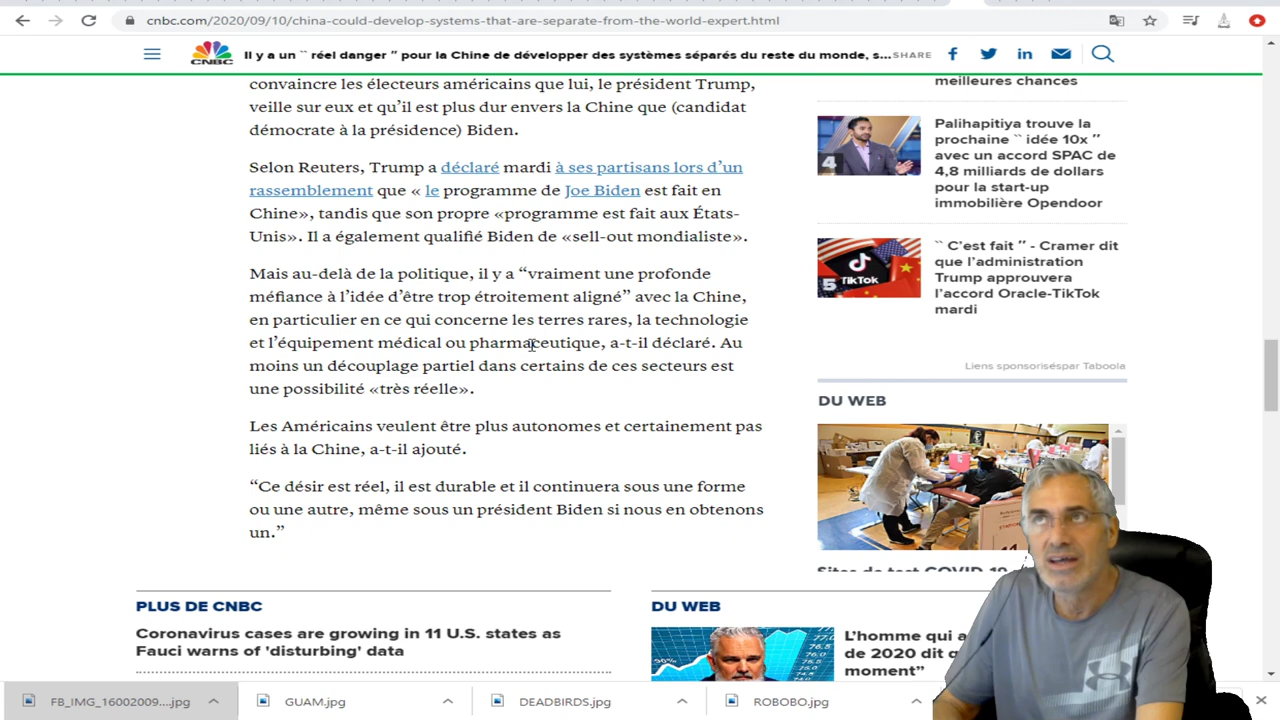 cnbc.com/2020/09/10/china-could-develop-systems-that-are-separate-from-the-world-expert.html
CNBC
Il y a un `` réel danger ” pour la Chine de développer des systèmes séparés du reste du monde, s...
SHARE
convaincre les électeurs américains que lui, le président Trump,
veille sur eux et qu’il est plus dur envers la Chine que (candidat
démocrate à la présidence) Biden.
Selon Reuters, Trump a déclaré mardi à ses partisans lors d’un
rassemblement que « le programme de Joe Biden est fait en
Chine», tandis que son propre «programme est fait aux États-
Unis». Il a également qualifié Biden de «sell-out mondialiste».
Mais au-delà de la politique, il y a “vraiment une profonde
méfiance à l’idée d’être trop étroitement aligné” avec la Chine,
en particulier en ce qui concerne les terres rares, la technologie
et l’équipement médical ou pharmaceutique, a-t-il déclaré. Au
moins un découplage partiel dans certains de ces secteurs est
une possibilité «très réelle».
Les Américains veulent être plus autonomes et certainement pas
liés à la Chine, a-t-il ajouté.
“Ce désir est réel, il est durable et il continuera sous une forme
ou une autre, même sous un président Biden si nous en obtenons
un.”
meilleures chances
4
Palihapitiya trouve la
prochaine `` idée 10x ”
avec un accord SPAC de
4,8 milliards de dollars
pour la start-up
immobilière Opendoor
5
TikTok
`` C’est fait ” - Cramer dit
que l’administration
Trump approuvera
l’accord Oracle-TikTok
mardi
Liens sponsoriséspar Taboola
DU WEB
Sites de test COVID-19
PLUS DE CNBC
Coronavirus cases are growing in 11 U.S. states as
Fauci warns of 'disturbing' data
DU WEB
L’homme qui a
de 2020 dit q
moment”
FB_IMG_16002009....jpg
GUAM.jpg
DEADBIRDS.jpg
ROBOBO.jpg